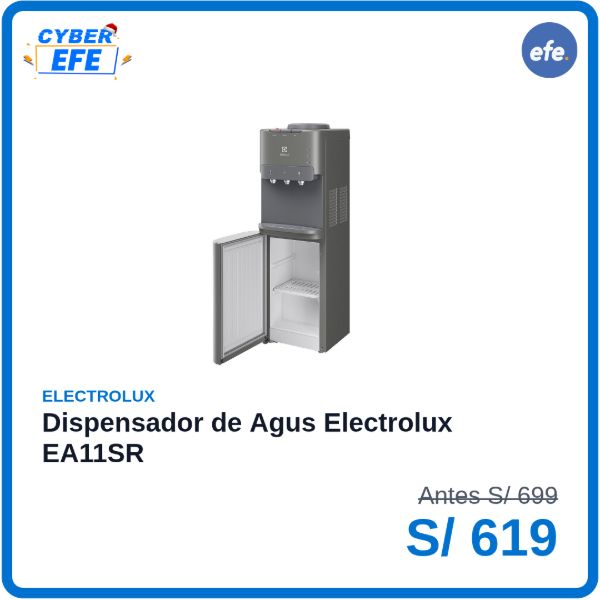 CYBER
EFE
efe.
ELECTROLUX
Dispensador de Agus Electrolux
EA11SR
Antes S/ 699
S/ 619